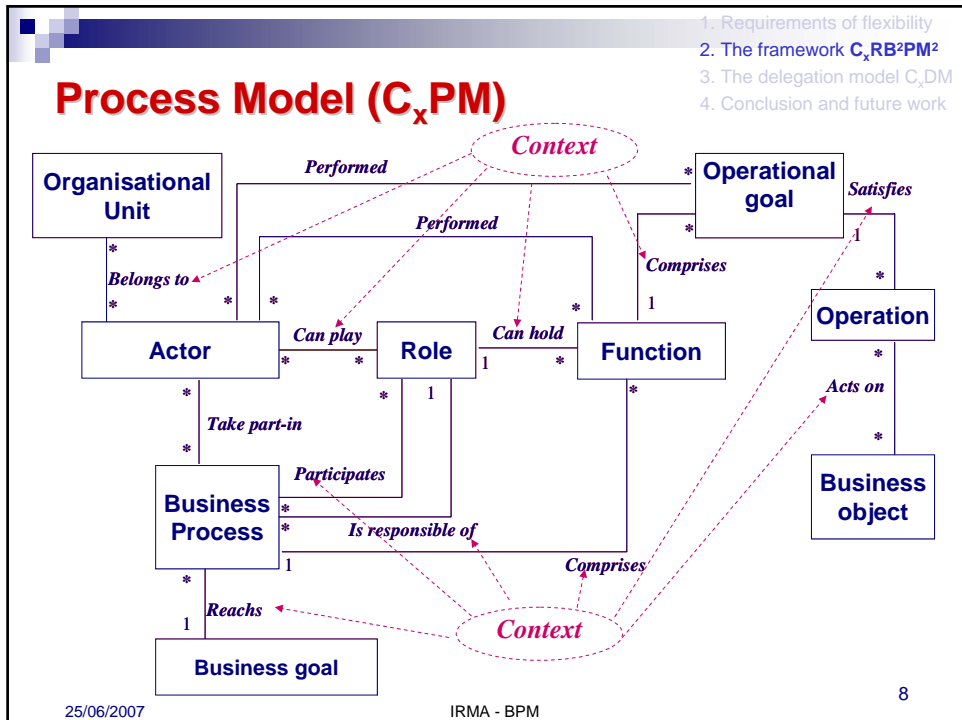 1. Requirements of flexibility
2. The framework CxRB²PM²
3. The delegation model CxDM
4. Conclusion and future work
Process Model (CxPM)
Context
Organisational
Unit
Performed
*
Operational
goal
Satisfies
Performed
*
1
*
Belongs to
Comprises
*
*
*
*
1
*
*
Actor
Can play
*
*
Role
1
Can hold
*
Function
Operation
*
*
1
*
*
Acts on
Take part-in
*
*
Business
Process
Participates
*
*
Is responsible of
1
Comprises
Business
object
*
Reachs
1
Context
Business goal
8
25/06/2007
IRMA - BPM